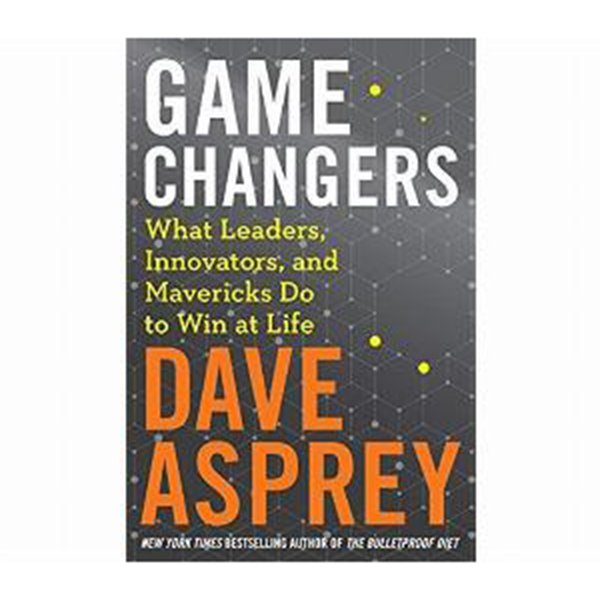 GAME
CHANGERS
What Leaders,
Innovators, and
Mavericks Do
to Win at Life
DAVE
ASPREY
NEW YORK TIMES BESTSELLING AUTHOR OF THE BULLETPROOF DIET